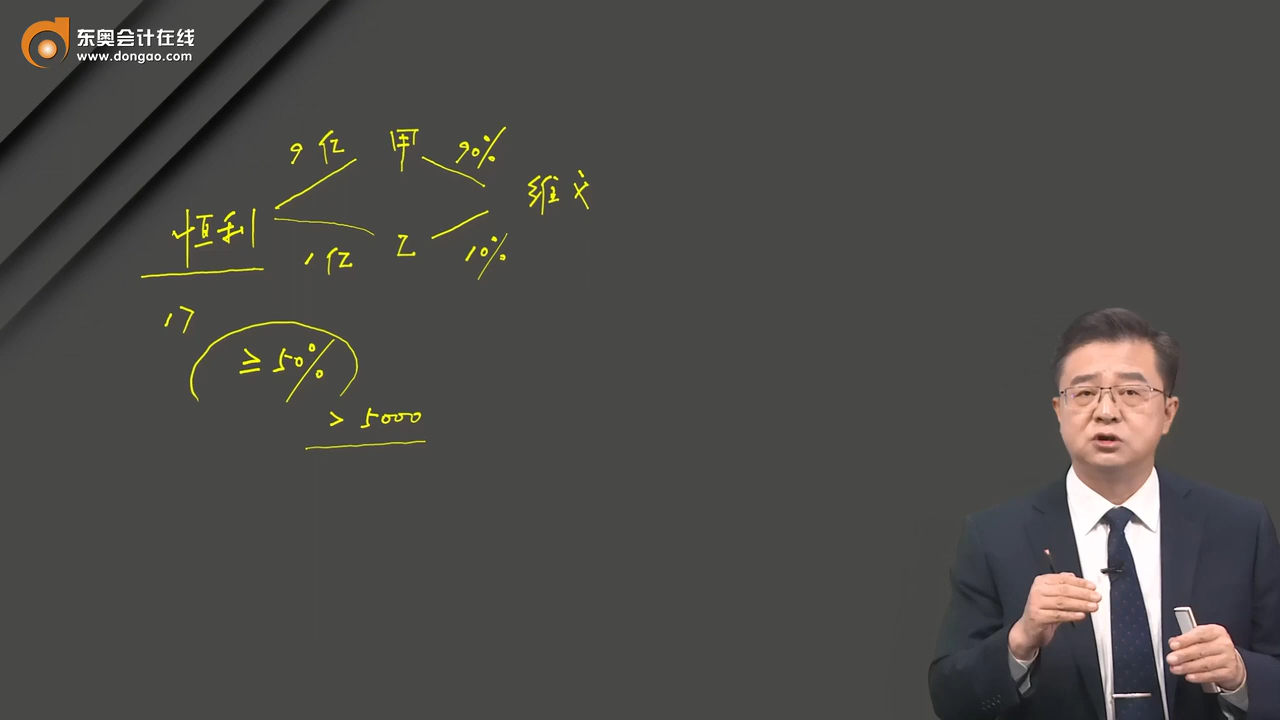 东奥会计在线
www.dongao.com
9亿 甲 90%
维文
恒利
1亿 乙 10%
17
≥50%
>5000